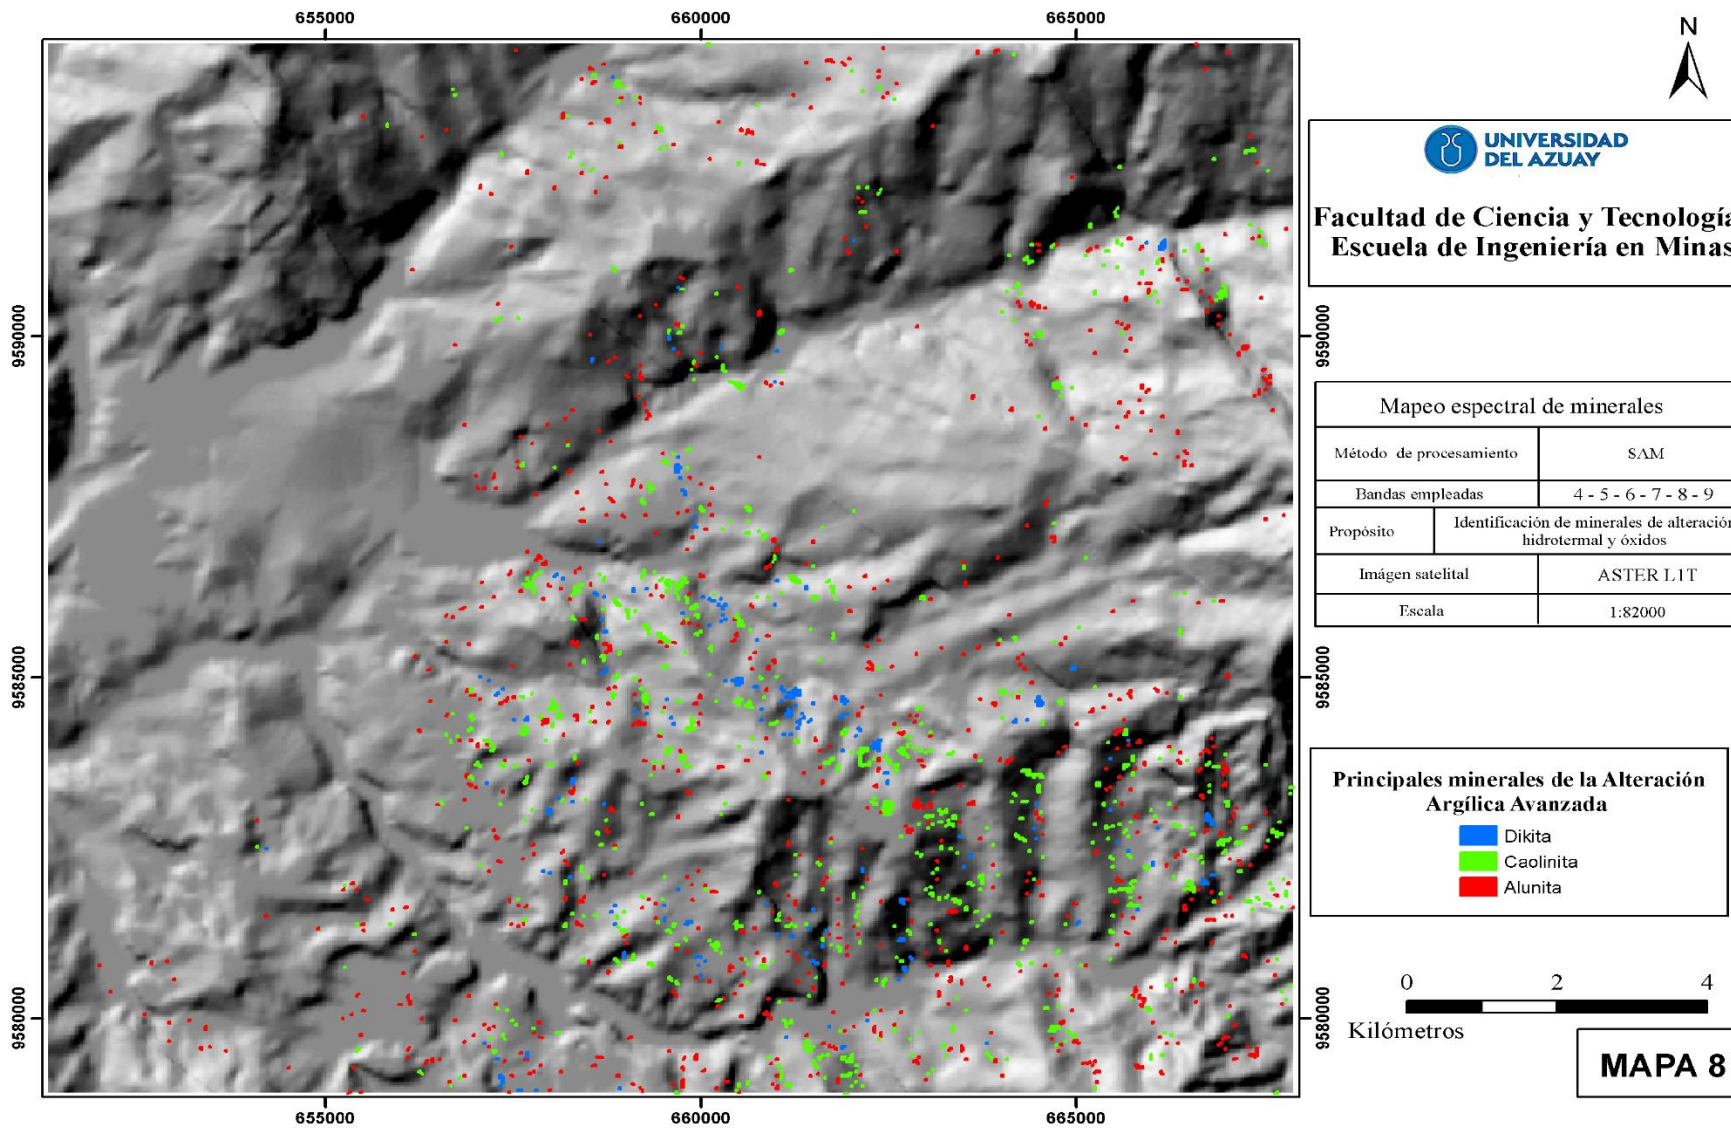 655000
660000
665000
N
UNIVERSIDAD
DEL AZUAY
Facultad de Ciencia y Tecnología
Escuela de Ingeniería en Minas
9590000
9590000
Mapeo espectral de minerales
Método de procesamiento
SAM
Bandas empleadas
4 - 5 - 6 - 7 - 8 - 9
Propósito
Identificación de minerales de alteración
hidrotermal y óxidos
Imágen satelital
ASTER L1T
Escala
1:82000
9585000
9585000
Principales minerales de la Alteración
Argílica Avanzada
Dikita
Caolinita
Alunita
0
2
4
Kilómetros
9580000
9580000
MAPA 8
655000
660000
665000